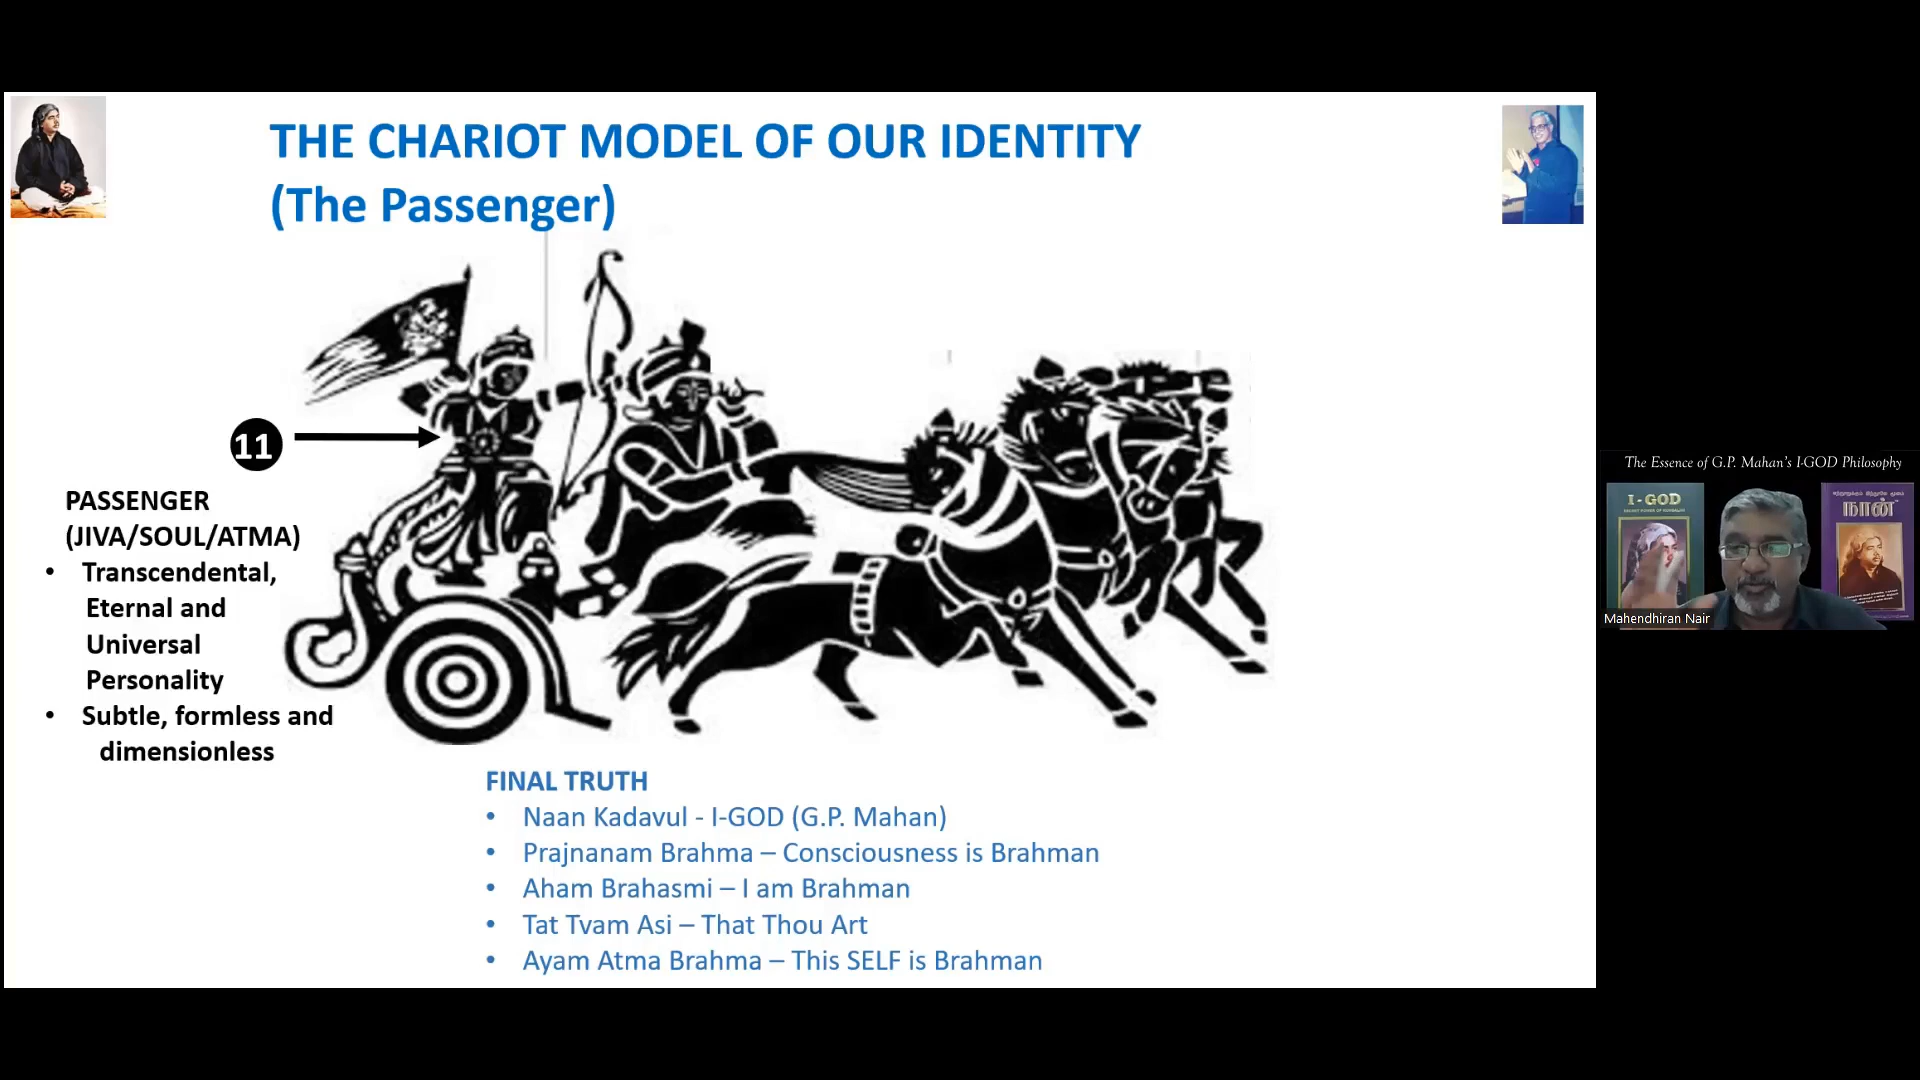 THE CHARIOT MODEL OF OUR IDENTITY
(The Passenger)
11
PASSENGER
(JIVA/SOUL/ATMA)
• Transcendental,
Eternal and
Universal
Personality
• Subtle, formless and
dimensionless
FINAL TRUTH
• Naan Kadavul - I-GOD (G.P. Mahan)
• Prajnanam Brahma – Consciousness is Brahman
• Aham Brahasmi – I am Brahman
• Tat Tvam Asi – That Thou Art
• Ayam Atma Brahma – This SELF is Brahman
The Essence of G.P. Mahan's I-GOD Philosophy
I-GOD
நான்
Mahendhiran Nair